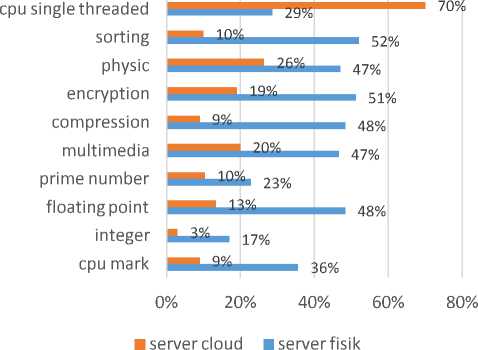 cpu single threaded 70%
29%
sorting 10%
52%
physic 26%
47%
encryption 19%
51%
compression 9%
48%
multimedia 20%
47%
prime number 10%
23%
floating point 13%
48%
integer 3%
17%
cpu mark 9%
36%
0% 20% 40% 60% 80%
server cloud server fisik